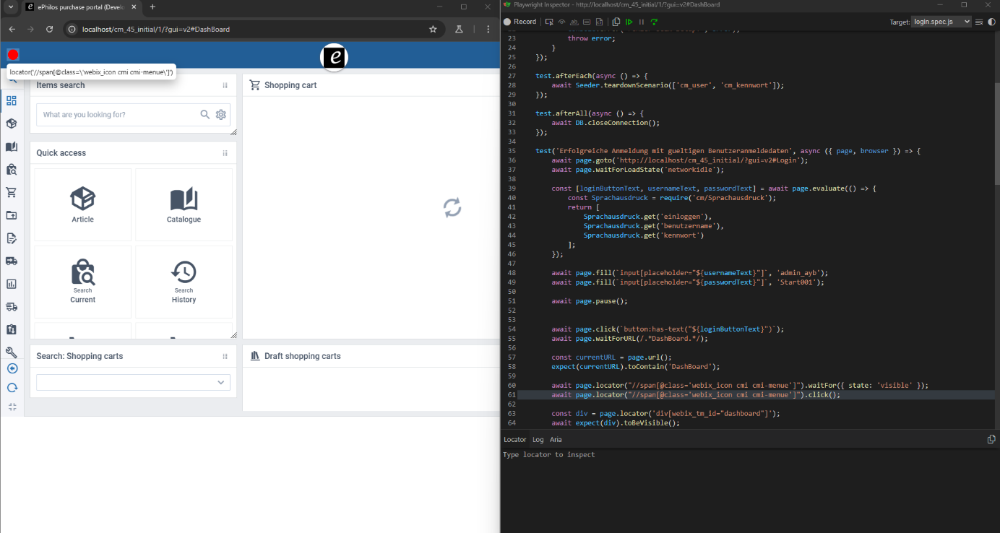 ePhilos purchase portal (Develo
localhost/cm_45_initial/1/?gui=v2#DashBoard
e
locator('//span[@class=\'webix_icon cmi cmi-menue\']')
Items search
What are you looking for?
Shopping cart
Quick access
Article
Catalogue
Search
Current
Search
History
Search: Shopping carts
Draft shopping carts
Playwright Inspector - http://localhost/cm_45_initial/1/?gui=v2#DashBoard
Record
Target: login.spec.js
23 throw error;
24 }
25 });
26
27 test.afterEach(async () => {
28 await Seeder.teardownScenario(['cm_user', 'cm_kennwort']);
29 });
30
31 test.afterAll(async () => {
32 await DB.closeConnection();
33 });
34
35 test('Erfolgreiche Anmeldung mit gueltigen Benutzeranmeldedaten', async ({ page, browser }) => {
36 await page.goto('http://localhost/cm_45_initial/?gui=v2#Login');
37 await page.waitForLoadState('networkidle');
38
39 const [loginButtonText, usernameText, passwordText] = await page.evaluate(() => {
40 const Sprachausdruck = require('cm/Sprachausdruck');
41 return [
42 Sprachausdruck.get('einloggen'),
43 Sprachausdruck.get('benutzername'),
44 Sprachausdruck.get('kennwort')
45 ];
46 });
47
48 await page.fill(`input[placeholder="${usernameText}"]`, 'admin_ayb');
49 await page.fill(`input[placeholder="${passwordText}"]`, 'Start001');
50
51 await page.pause();
52
53
54 await page.click(`button:has-text("${loginButtonText}")`);
55 await page.waitForURL(/.*DashBoard.*/);
56
57 const currentURL = page.url();
58 expect(currentURL).toContain('DashBoard');
59
60 await page.locator("//span[@class='webix_icon cmi cmi-menue']").waitFor({ state: 'visible' });
61 await page.locator("//span[@class='webix_icon cmi cmi-menue']").click();
62
63 const div = page.locator('div[webix_tm_id="dashboard"]');
64 await expect(div).toBeVisible();
Locator Log Aria
Type locator to inspect